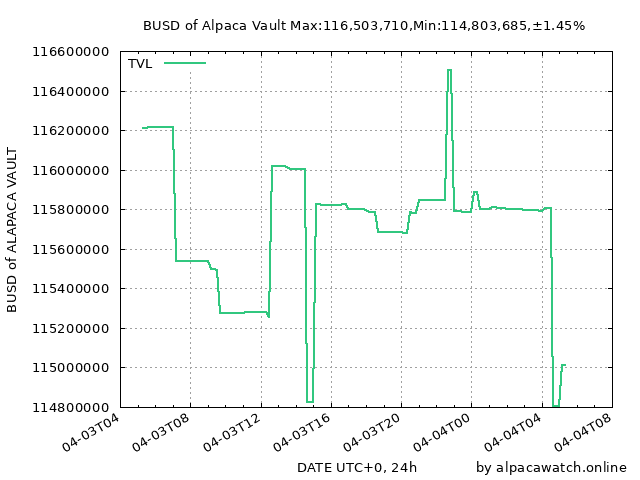 BUSD of Alpaca Vault Max:116,503,710,Min:114,803,685,±1.45%
TVL
116600000
116400000
116200000
116000000
115800000
115600000
115400000
115200000
115000000
114800000
BUSD of ALAPACA VAULT
04-03T04
04-03T08
04-03T12
04-03T16
04-03T20
04-04T00
04-04T04
04-04T08
DATE UTC+0, 24h
by alpacawatch.online